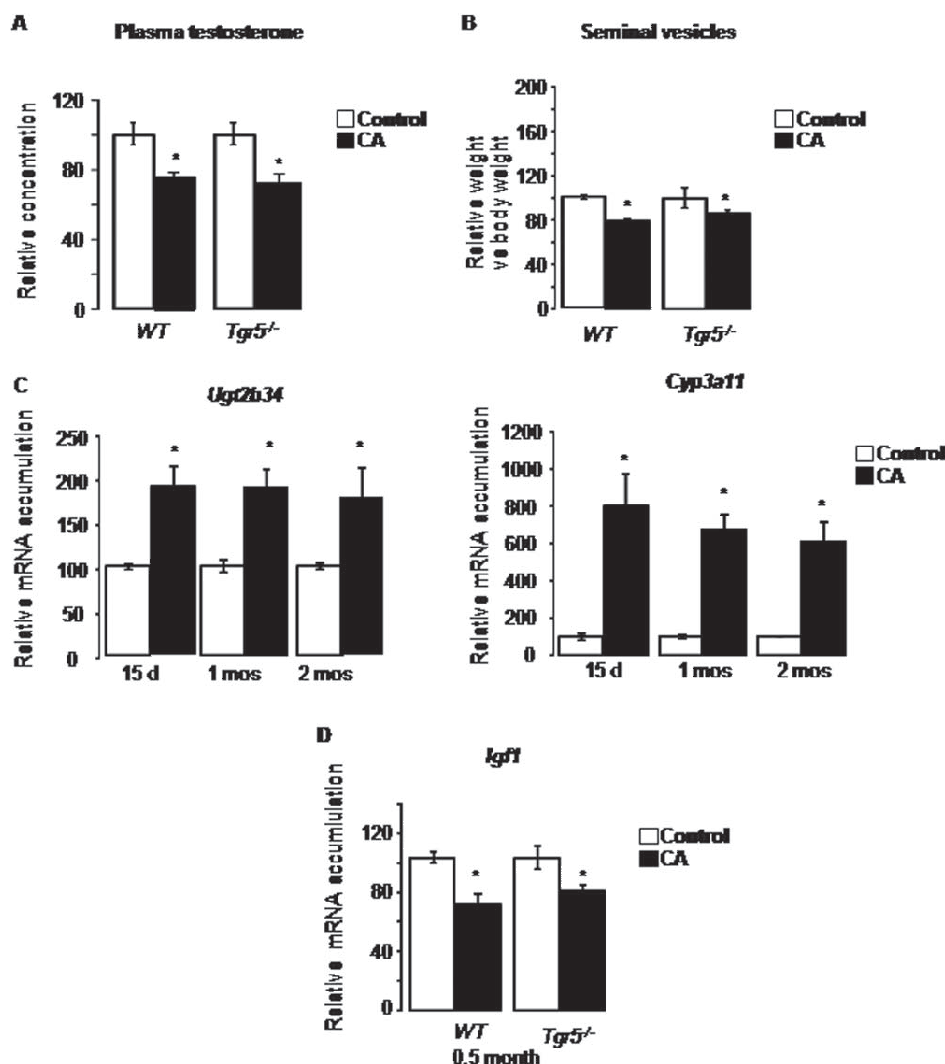 A Plasma testosterone
Relative concentration
120
80
40
0
*
*
Control
CA
WT Tgr5-/-
B Seminal vesicles
Relative weight
vs body weight
200
160
120
80
40
0
*
*
Control
CA
WT Tgr5-/-
C Ugt2b34
Relative mRNA accumulation
250
200
150
100
50
0
*
*
*
15 d 1 mos 2 mos
Cyp3a11
Relative mRNA accumulation
1200
1000
800
600
400
200
0
*
*
*
Control
CA
15 d 1 mos 2 mos
D Igf1
Relative mRNA accumlulation
120
80
40
0
*
*
Control
CA
WT Tgr5-/-
0.5 month